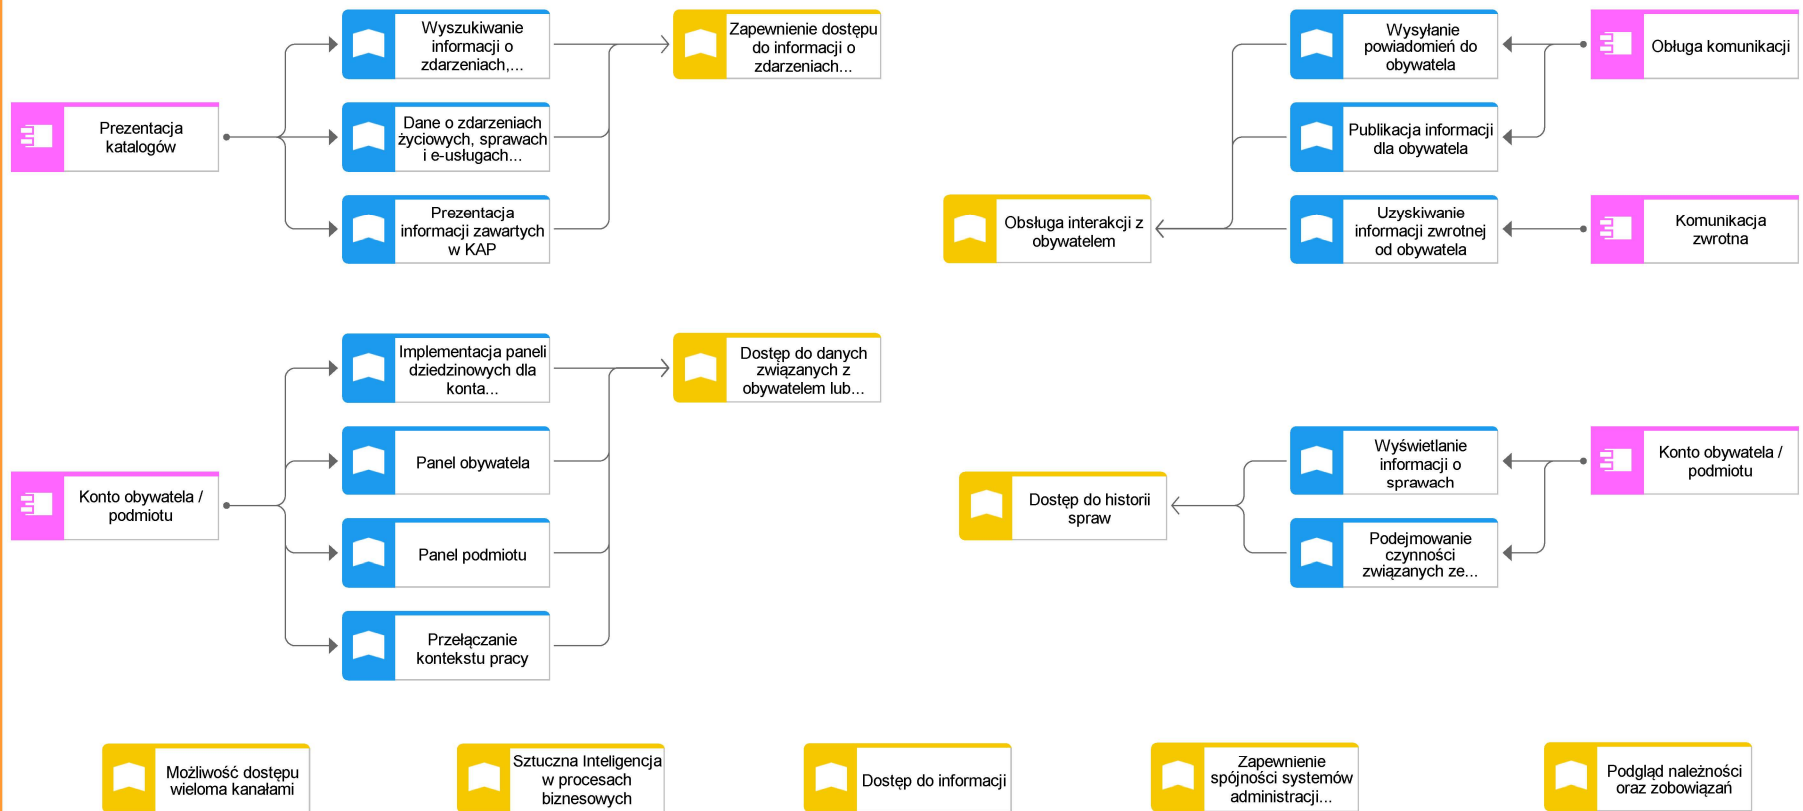 Wyszukiwanie
informacji o
zdarzeniach,...
Zapewnienie dostępu
do informacji o
zdarzeniach...
Prezentacja
katalogów
Dane o zdarzeniach
życiowych, sprawach
i e-usługach...
Prezentacja
informacji zawartych
w KAP
Wysyłanie
powiadomień do
obywatela
Obługa komunikacji
Publikacja informacji
dla obywatela
Obsługa interakcji z
obywatelem
Uzyskiwanie
informacji zwrotnej
od obywatela
Komunikacja
zwrotna
Implementacja paneli
dziedzinowych dla
konta...
Dostęp do danych
związanych z
obywatelem lub...
Panel obywatela
Konto obywatela /
podmiotu
Panel podmiotu
Przełączanie
kontekstu pracy
Wyświetlanie
informacji o
sprawach
Konto obywatela /
podmiotu
Dostęp do historii
spraw
Podejmowanie
czynności
związanych ze...
Możliwość dostępu
wieloma kanałami
Sztuczna Inteligencja
w procesach
biznesowych
Dostęp do informacji
Zapewnienie
spójności systemów
administracji...
Podgląd należności
oraz zobowiązań